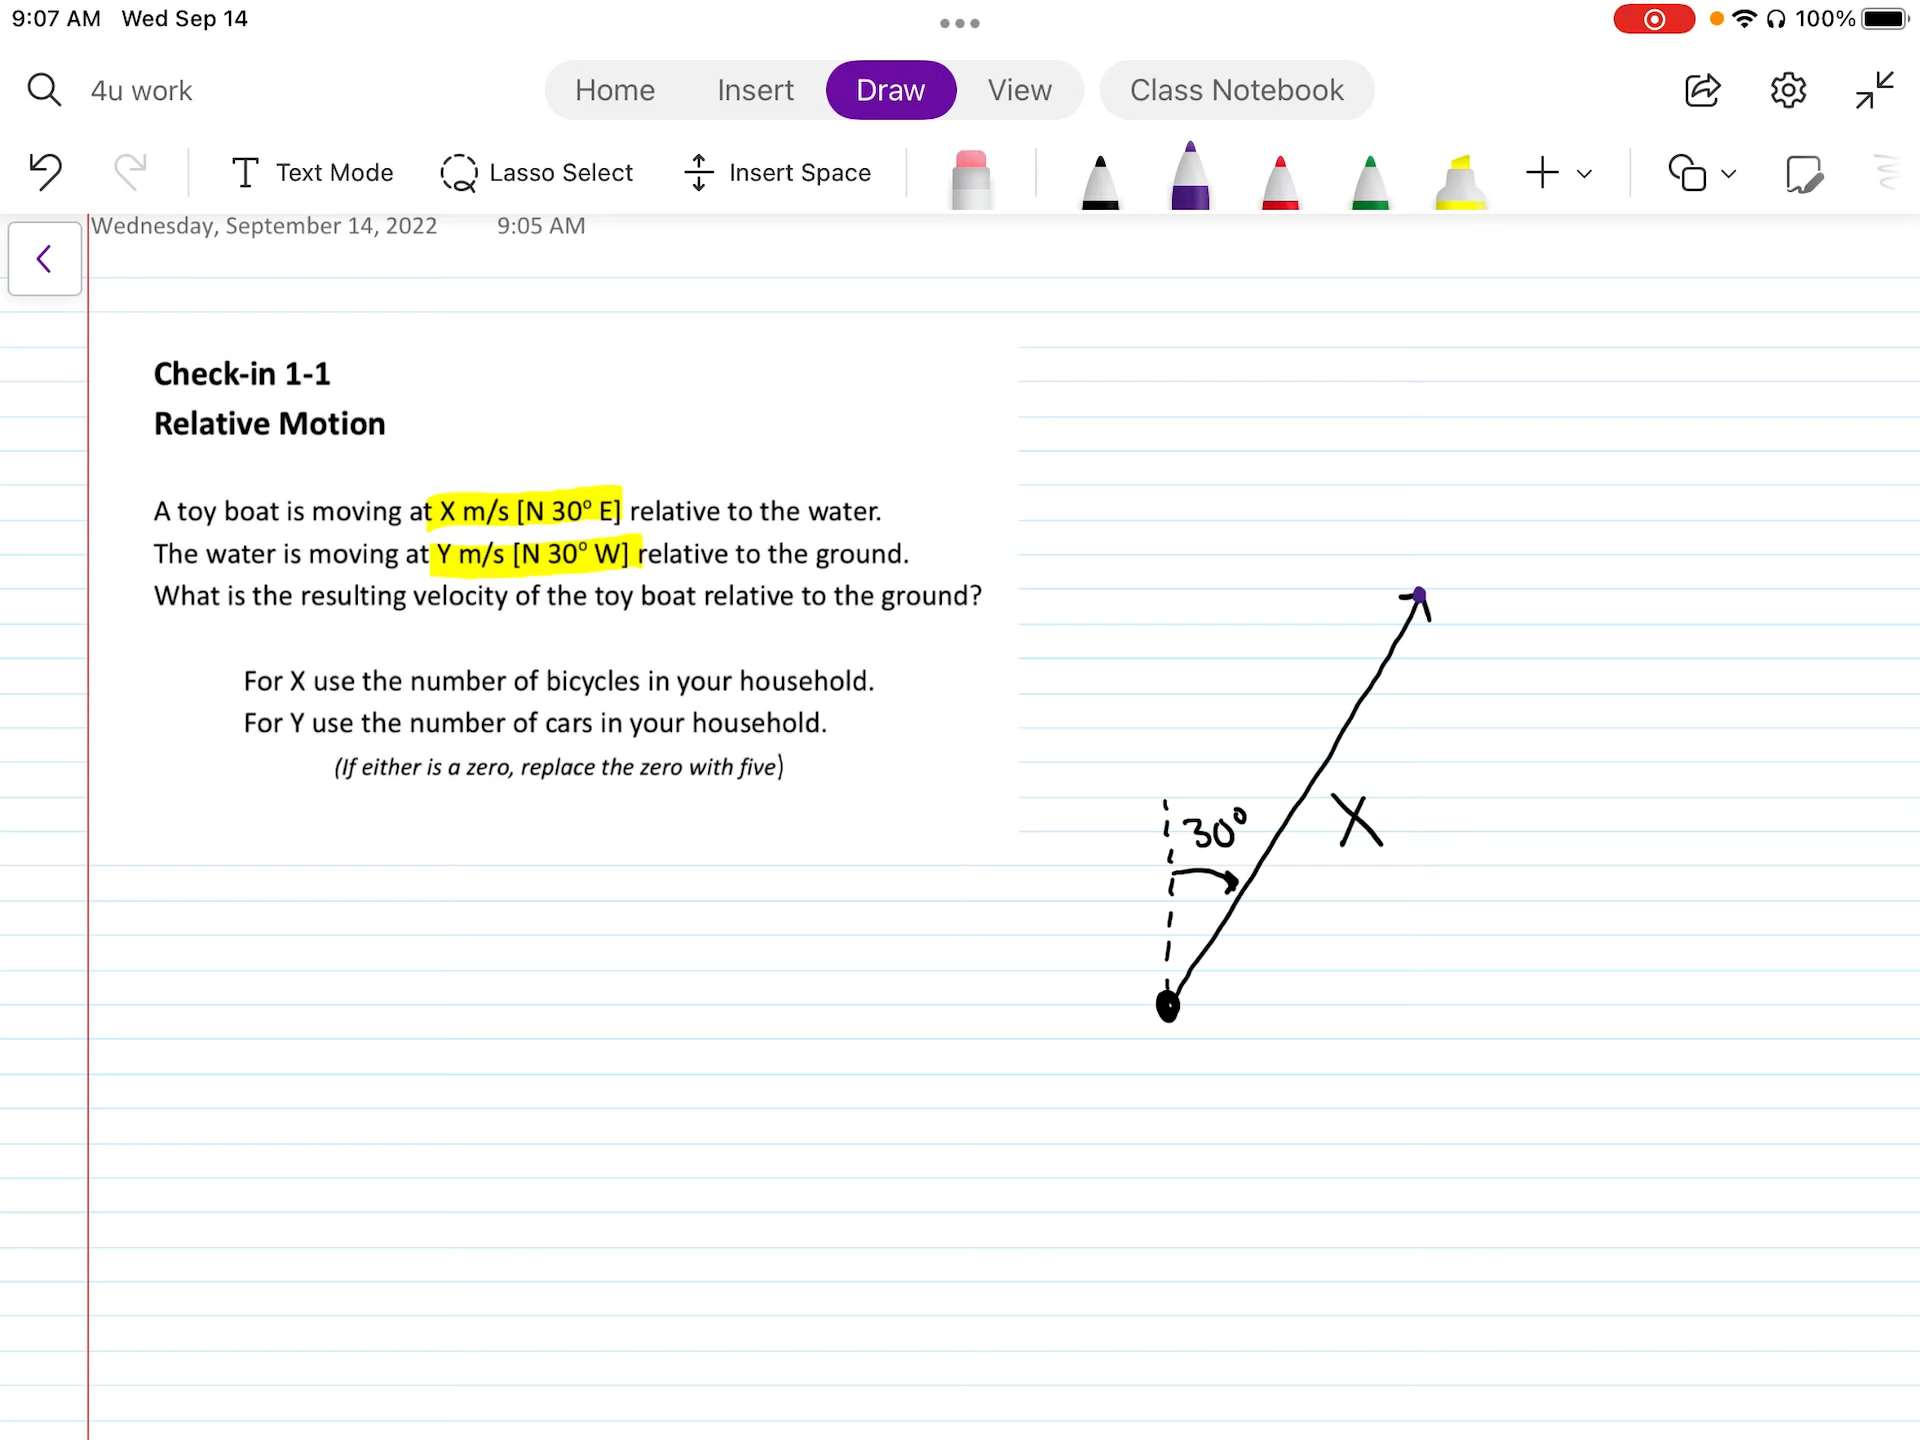 9:07 AM Wed Sep 14
100%
4u work
Home Insert Draw View Class Notebook
Text Mode Lasso Select Insert Space
Wednesday, September 14, 2022 9:05 AM
Check-in 1-1
Relative Motion
A toy boat is moving at X m/s [N 30° E] relative to the water.
The water is moving at Y m/s [N 30° W] relative to the ground.
What is the resulting velocity of the toy boat relative to the ground?
For X use the number of bicycles in your household.
For Y use the number of cars in your household.
(If either is a zero, replace the zero with five)
30°
X